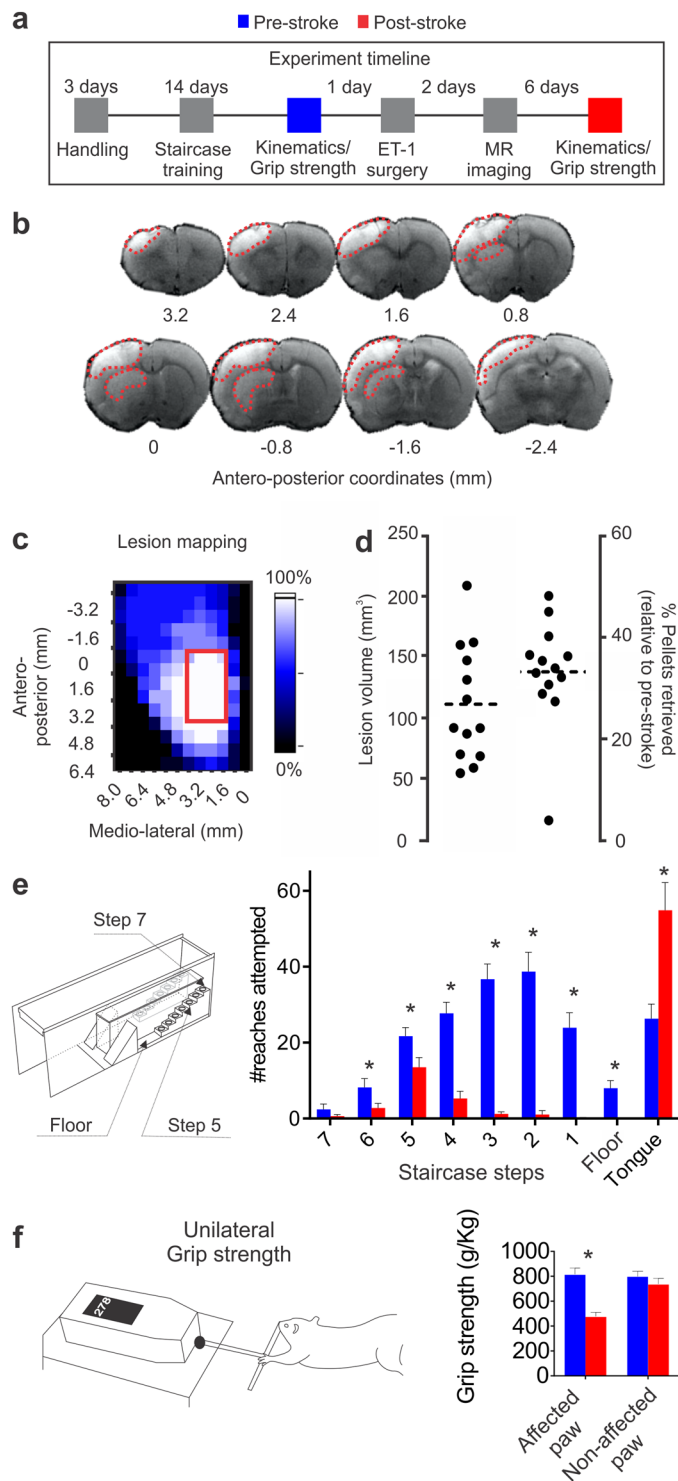 a
Pre-stroke Post-stroke
Experiment timeline
3 days 14 days 1 day 2 days 6 days
Handling Staircase training Kinematics/ Grip strength ET-1 surgery MR imaging Kinematics/ Grip strength
b
3.2 2.4 1.6 0.8
0 -0.8 -1.6 -2.4
Antero-posterior coordinates (mm)
c
Lesion mapping
100%
0%
Antero-
posterior (mm)
-3.2
-1.6
0
1.6
3.2
4.8
6.4
8.0 6.4 4.8 3.2 1.6 0
Medio-lateral (mm)
d
Lesion volume (mm³)
250
200
150
100
50
0
60
40
20
0
% Pellets retrieved
(relative to pre-stroke)
e
Step 7
Floor
Step 5
#reaches attempted
60
40
20
0
* * * * * * * *
7 6 5 4 3 2 1 Floor Tongue
Staircase steps
f
Unilateral
Grip strength
278
Grip strength (g/Kg)
1000
800
600
400
200
0
*
Affected
paw
Non-affected
paw